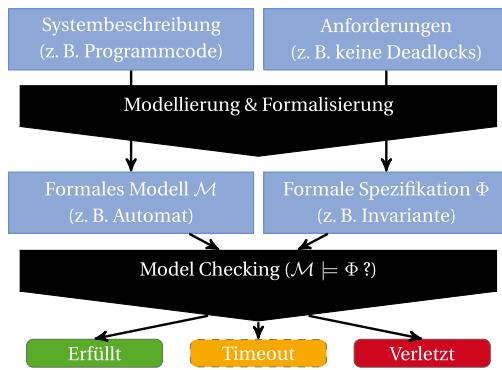 Systembeschreibung
(z. B. Programmcode)
Anforderungen
(z. B. keine Deadlocks)
Modellierung & Formalisierung
Formales Modell ℳ
(z. B. Automat)
Formale Spezifikation Φ
(z. B. Invariante)
Model Checking (ℳ ⊨ Φ ?)
Erfüllt
Timeout
Verletzt